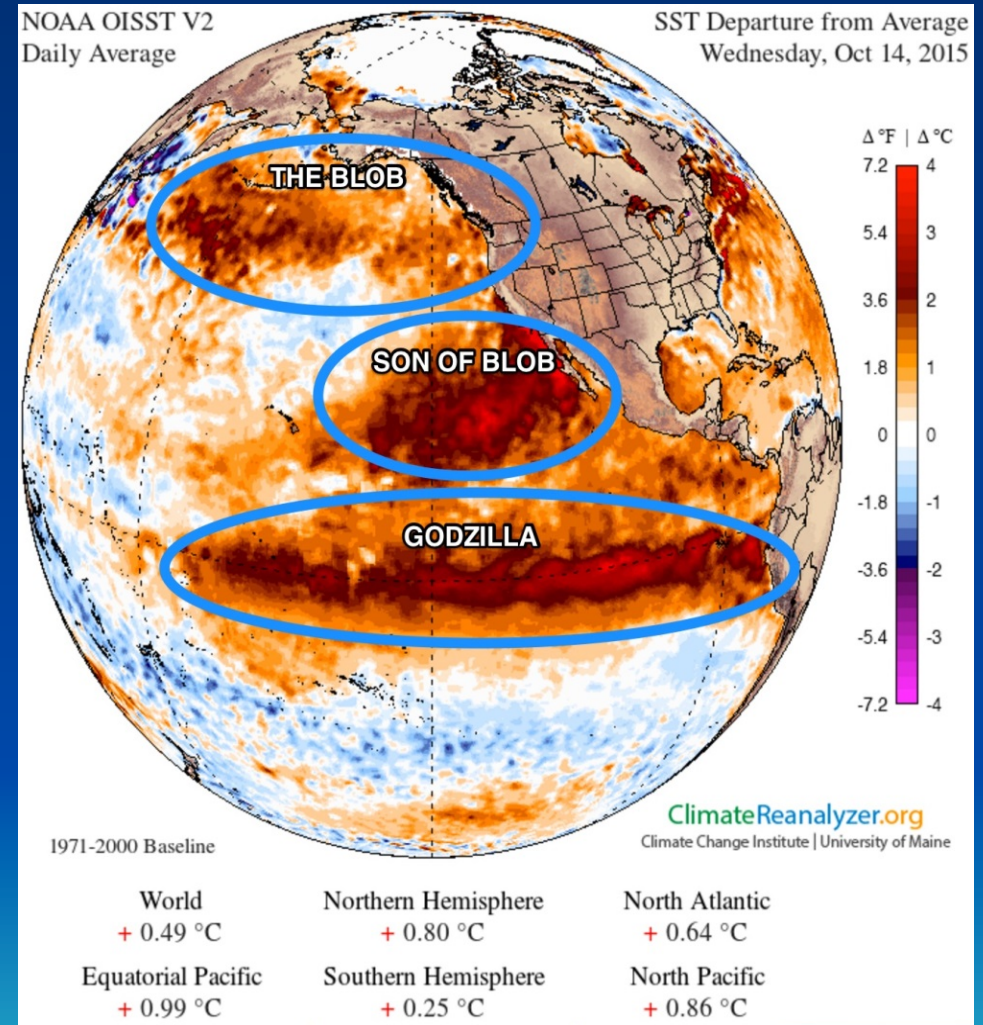 NOAA OISST V2
Daily Average
SST Departure from Average
Wednesday, Oct 14, 2015
Δ °F | Δ °C
7.2 4
5.4 3
3.6 2
1.8 1
0 0
-1.8 -1
-3.6 -2
-5.4 -3
-7.2 -4
THE BLOB
SON OF BLOB
GODZILLA
ClimateReanalyzer.org
Climate Change Institute | University of Maine
1971-2000 Baseline
World
+ 0.49 °C
Northern Hemisphere
+ 0.80 °C
North Atlantic
+ 0.64 °C
Equatorial Pacific
+ 0.99 °C
Southern Hemisphere
+ 0.25 °C
North Pacific
+ 0.86 °C